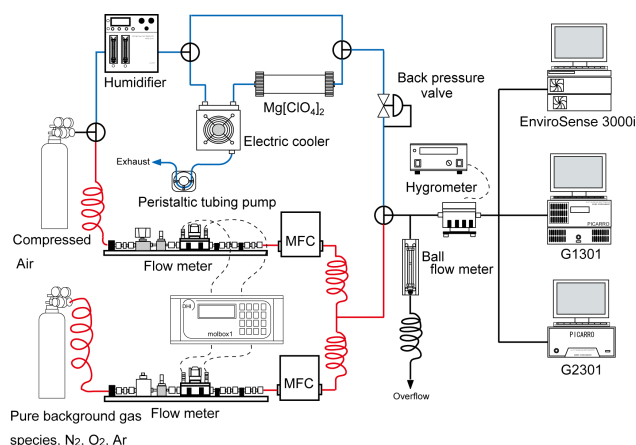 Humidifier
Mg[ClO4]2
Back pressure
valve
EnviroSense 3000i
Electric cooler
Exhaust
Peristaltic tubing pump
Hygrometer
Compressed
Air
Flow meter
MFC
Ball
flow meter
PICARRO
G1301
DHI
molbox1
PICARRO
G2301
MFC
Flow meter
Overflow
Pure background gas
species, N2, O2, Ar